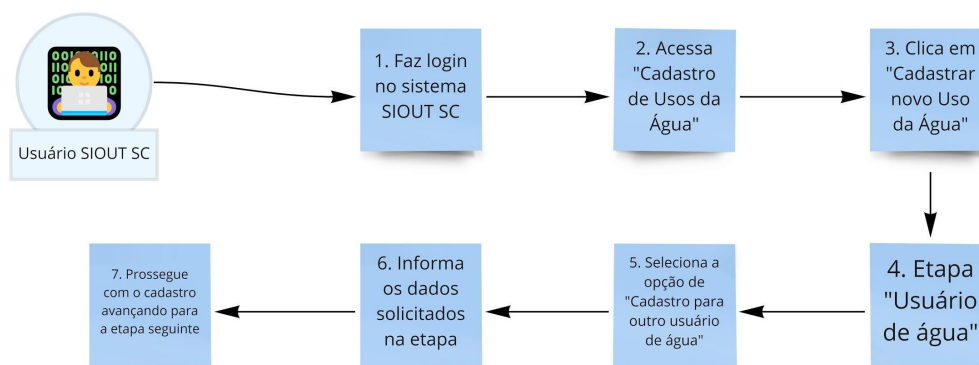 Usuário SIOUT SC
1. Faz login
no sistema
SIOUT SC
2. Acessa
"Cadastro
de Usos da
Água"
3. Clica em
"Cadastrar
novo Uso
da Água"
4. Etapa
"Usuário
de água"
5. Seleciona a
opção de
"Cadastro para
outro usuário
de água"
6. Informa
os dados
solicitados
na etapa
7. Prossegue
com o cadastro
avançando para
a etapa seguinte